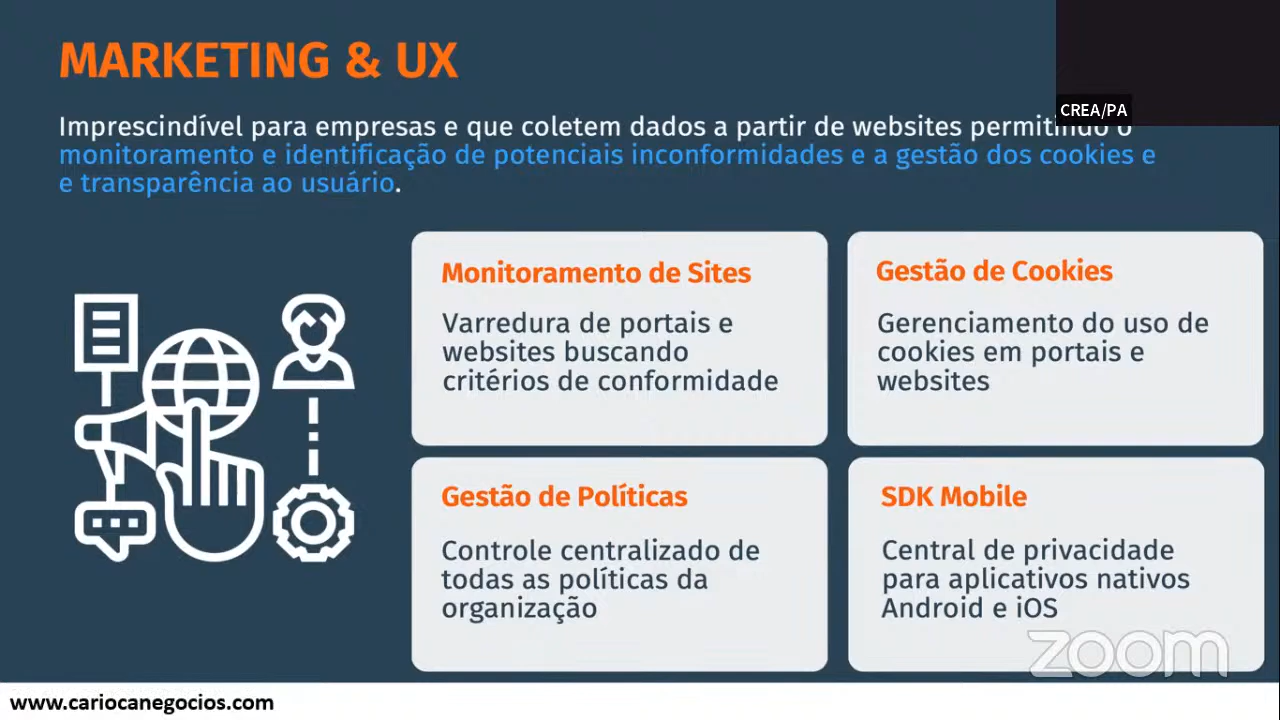 MARKETING & UX
CREA/PA
Imprescindível para empresas e que coletem dados a partir de websites permitindo o
monitoramento e identificação de potenciais inconformidades e a gestão dos cookies e
e transparência ao usuário.
Monitoramento de Sites
Varredura de portais e
websites buscando
critérios de conformidade
Gestão de Cookies
Gerenciamento do uso de
cookies em portais e
websites
Gestão de Políticas
Controle centralizado de
todas as políticas da
organização
SDK Mobile
Central de privacidade
para aplicativos nativos
Android e iOS
zoom
www.cariocanegocios.com